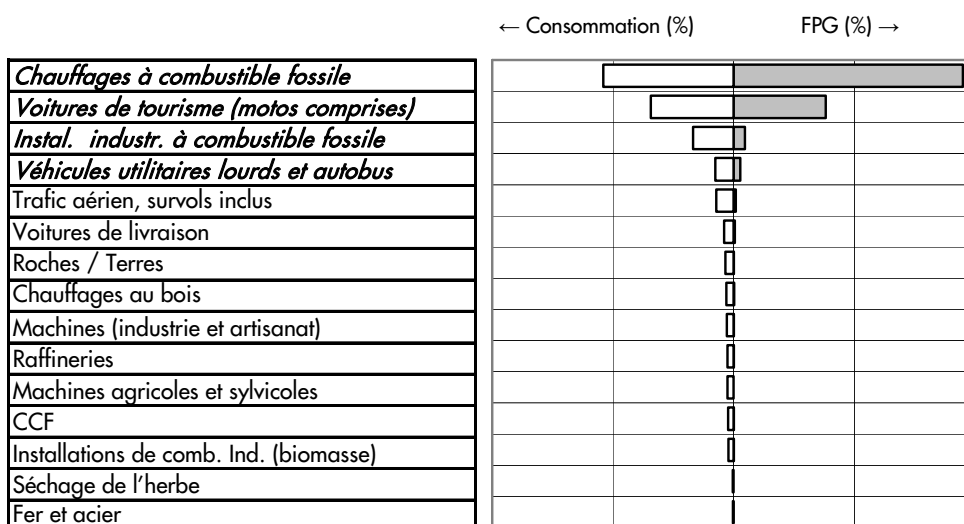 ← Consommation (%) FPG (%) →
Chauffages à combustible fossile
Voitures de tourisme (motos comprises)
Instal. industr. à combustible fossile
Véhicules utilitaires lourds et autobus
Trafic aérien, survols inclus
Voitures de livraison
Roches / Terres
Chauffages au bois
Machines (industrie et artisanat)
Raffineries
Machines agricoles et sylvicoles
CCF
Installations de comb. Ind. (biomasse)
Séchage de l'herbe
Fer et acier